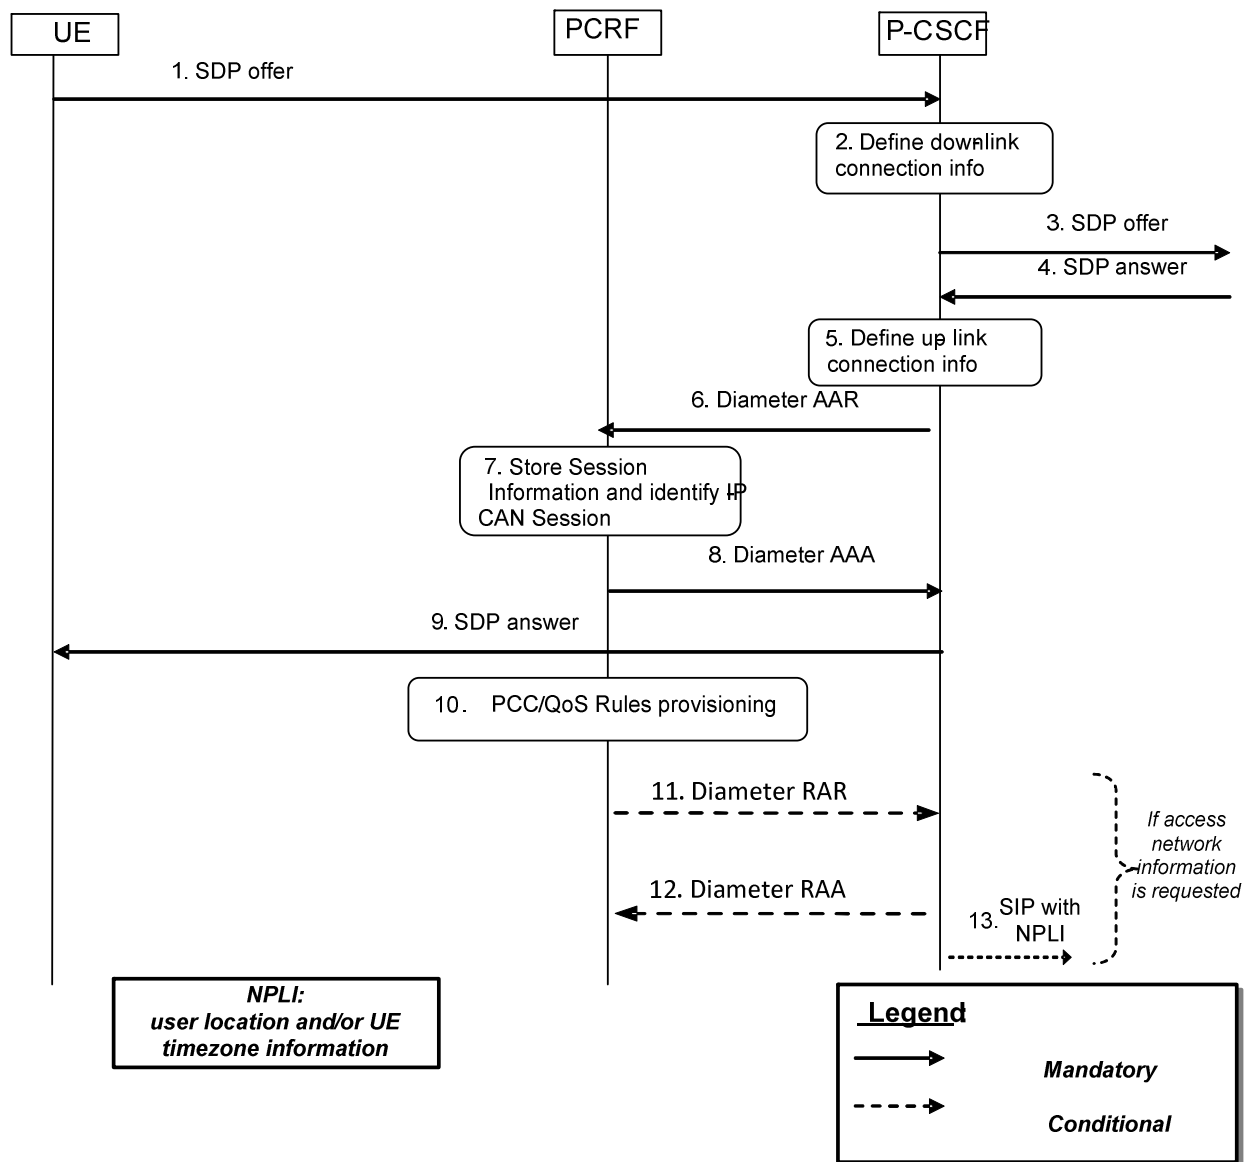 UE
PCRF
P-CSCF
1. SDP offer
2. Define downlink
connection info
3. SDP offer
4. SDP answer
5. Define up link
connection info
6. Diameter AAR
7. Store Session
Information and identify IP
CAN Session
8. Diameter AAA
9. SDP answer
10. PCC/QoS Rules provisioning
11. Diameter RAR
If access
network
information
is requested
12. Diameter RAA
13. SIP with
NPLI
NPLI:
user location and/or UE
timezone information
Legend:
Mandatory
Conditional